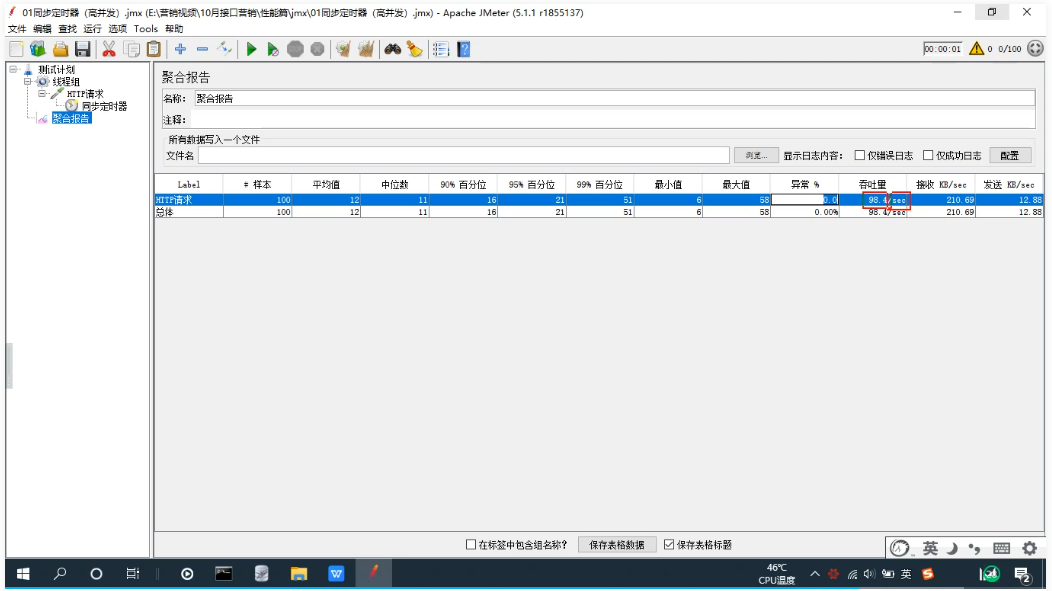 01同步定时器（高并发）.jmx (E:\营销视频\10月接口营销\性能篇\jmx\01同步定时器（高并发）.jmx) - Apache JMeter (5.1.1 r1855137)
文件 编辑 查找 运行 选项 Tools 帮助
00:00:01 0 0/100
测试计划
线程组
HTTP请求
同步定时器
聚合报告
聚合报告
名称： 聚合报告
注释：
所有数据写入一个文件
文件名 浏览... 显示日志内容： 仅错误日志 仅成功日志 配置
Label # 样本 平均值 中位数 90% 百分位 95% 百分位 99% 百分位 最小值 最大值 异常 % 吞吐量 接收 KB/sec 发送 KB/sec
HTTP请求 100 12 11 16 21 51 6 58 0.0 98.4/sec 210.69 12.88
总体 100 12 11 16 21 51 6 58 0.00% 98.4/sec 210.69 12.88
在标签中包含组名称? 保存表格数据 保存表格标题
英
46°C
CPU温度
英
2